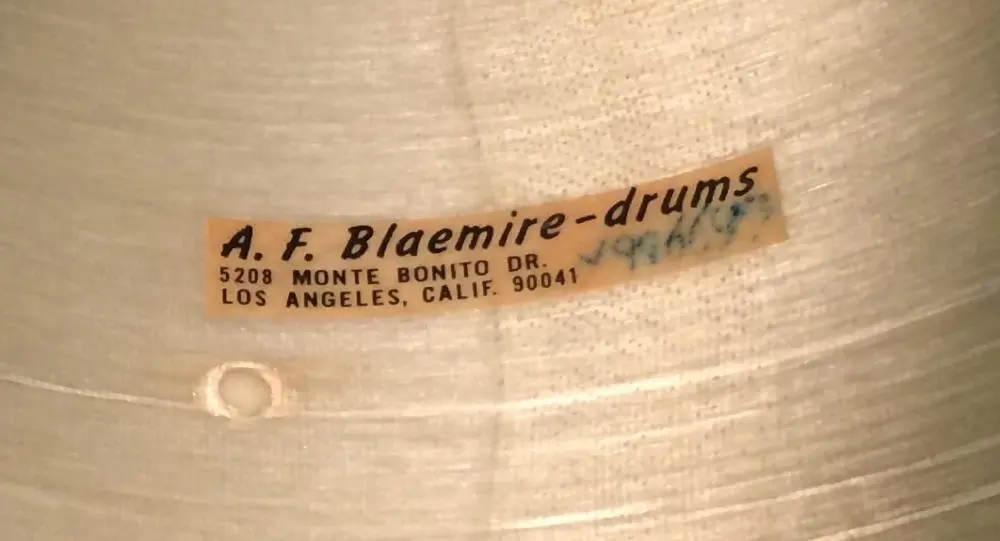 A. F. Blaemire-drums
5208 MONTE BONITO DR.
LOS ANGELES, CALIF. 90041